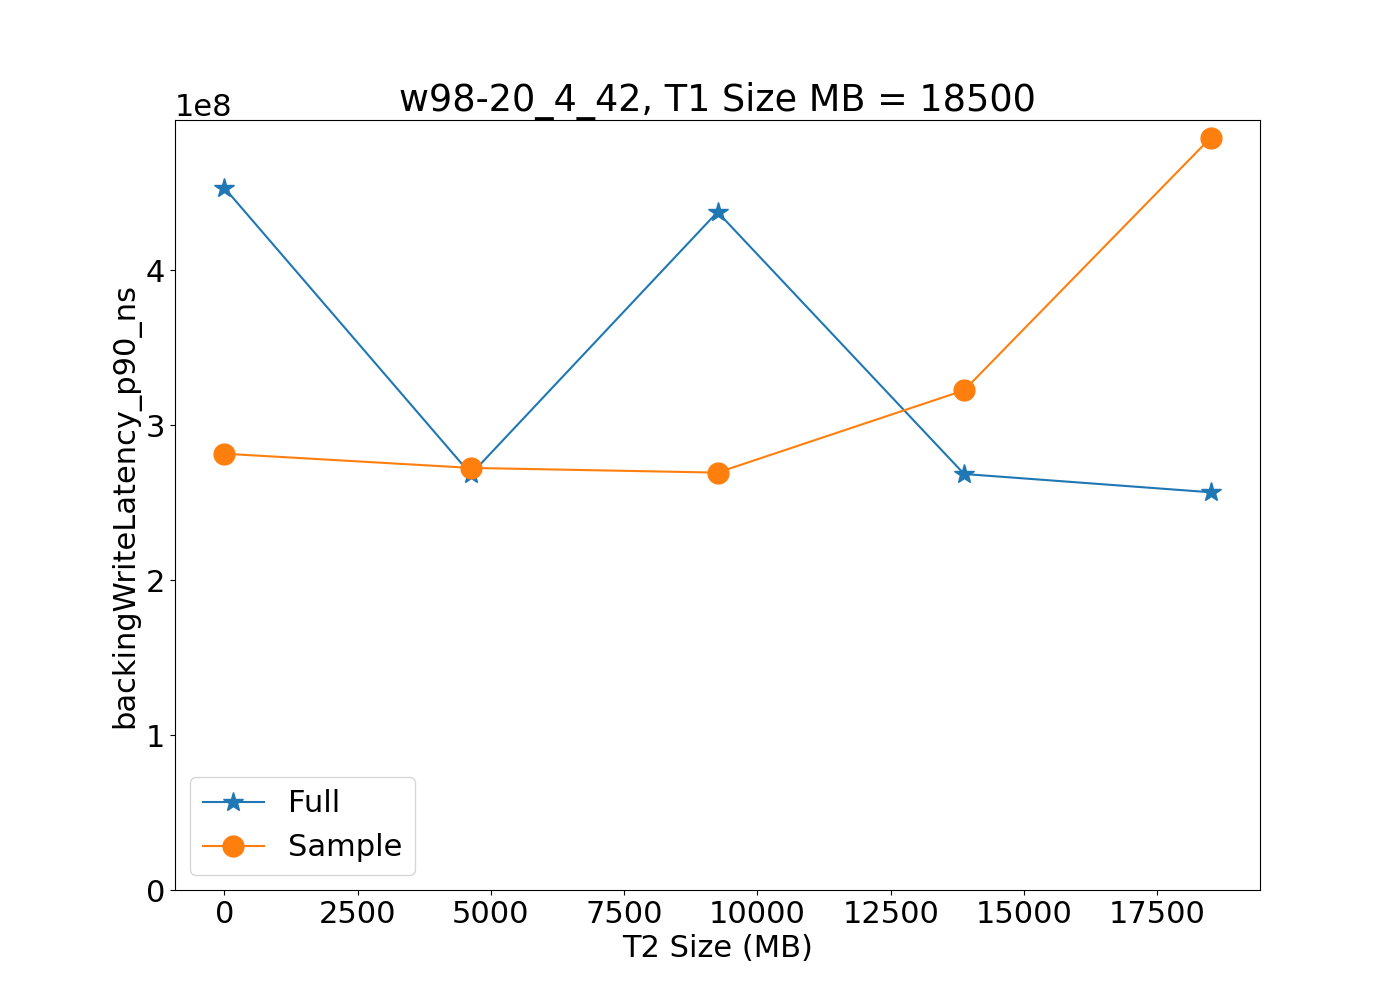 w98-20_4_42, T1 Size MB = 18500
1e8
backingWriteLatency_p90_ns
4
3
2
1
0
Full
Sample
0 2500 5000 7500 10000 12500 15000 17500
T2 Size (MB)